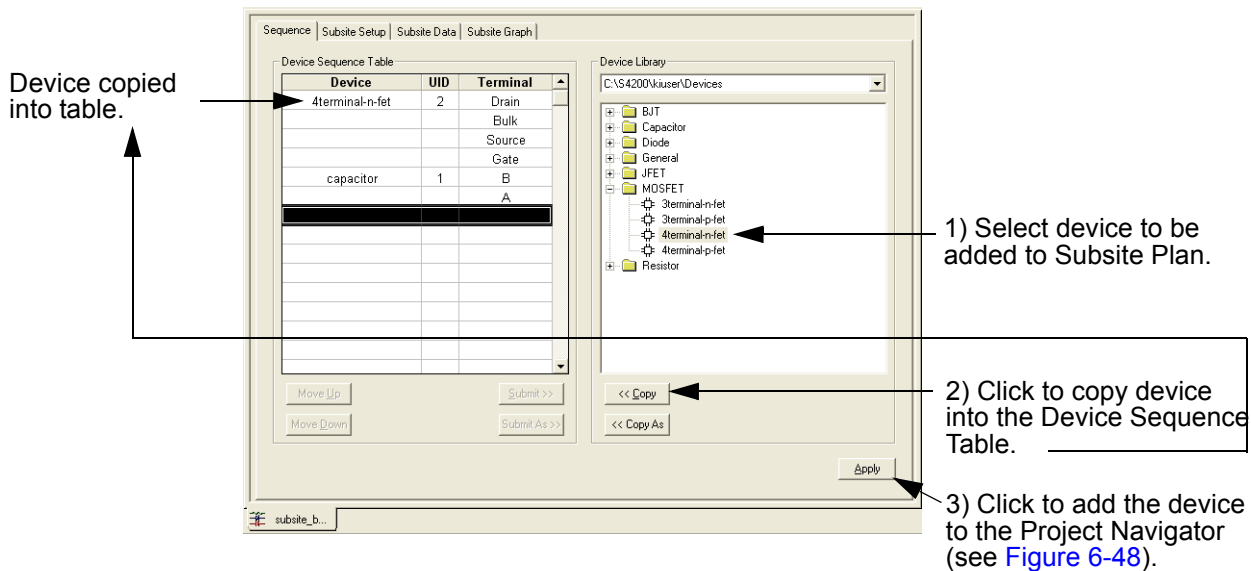 Sequence Subsite Setup Subsite Data Subsite Graph
Device copied
into table.
Device Sequence Table
Device UID Terminal
4terminal-n-fet 2 Drain
Bulk
Source
Gate
capacitor 1 B
A
Move Up Submit >>
Move Down Submit As >>
Device Library
C:\S4200\kiuser\Devices
BJT
Capacitor
Diode
General
JFET
MOSFET
3terminal-n-fet
3terminal-p-fet
4terminal-n-fet
4terminal-p-fet
Resistor
<< Copy
<< Copy As
Apply
subsite_b...
1) Select device to be
added to Subsite Plan.
2) Click to copy device
into the Device Sequence
Table.
3) Click to add the device
to the Project Navigator
(see Figure 6-48).